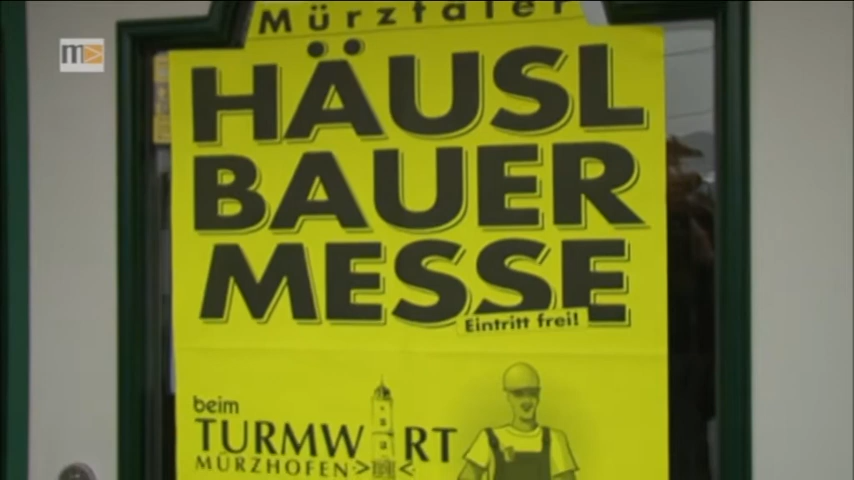 m
Mürztaler
HÄUSL
BAUER
MESSE
Eintritt frei!
beim
TURMWIRT
MÜRZHOFEN